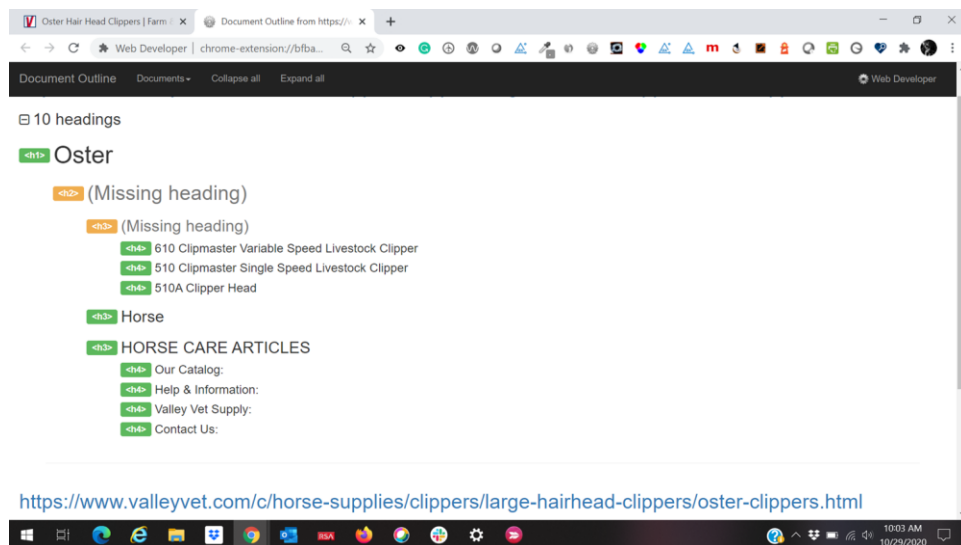 Oster Hair Head Clippers | Farm &
Document Outline from https://v
Web Developer | chrome-extension://bfba...
Document Outline Documents Collapse all Expand all Web Developer
10 headings
<h1> Oster
<h2> (Missing heading)
<h3> (Missing heading)
<h4> 610 Clipmaster Variable Speed Livestock Clipper
<h4> 510 Clipmaster Single Speed Livestock Clipper
<h4> 510A Clipper Head
<h3> Horse
<h3> HORSE CARE ARTICLES
<h4> Our Catalog:
<h4> Help & Information:
<h4> Valley Vet Supply:
<h4> Contact Us:
https://www.valleyvet.com/c/horse-supplies/clippers/large-hairhead-clippers/oster-clippers.html
RSA
10:03 AM
10/29/2020